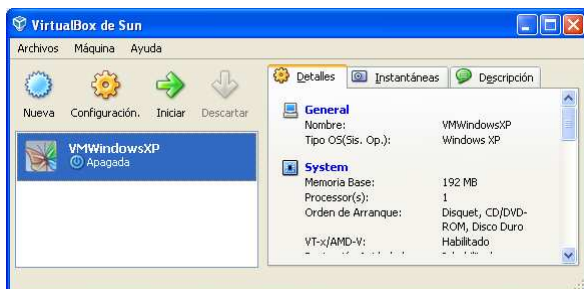 VirtualBox de Sun
Archivos Máquina Ayuda
Nueva Configuración. Iniciar Descartar
VMWindowsXP
Apagada
Detalles Instantáneas Descripción
General
Nombre: VMWindowsXP
Tipo OS(Sis. Op.): Windows XP
System
Memoria Base: 192 MB
Processor(s): 1
Orden de Arranque: Disquet, CD/DVD-
ROM, Disco Duro
VT-x/AMD-V: Habilitado